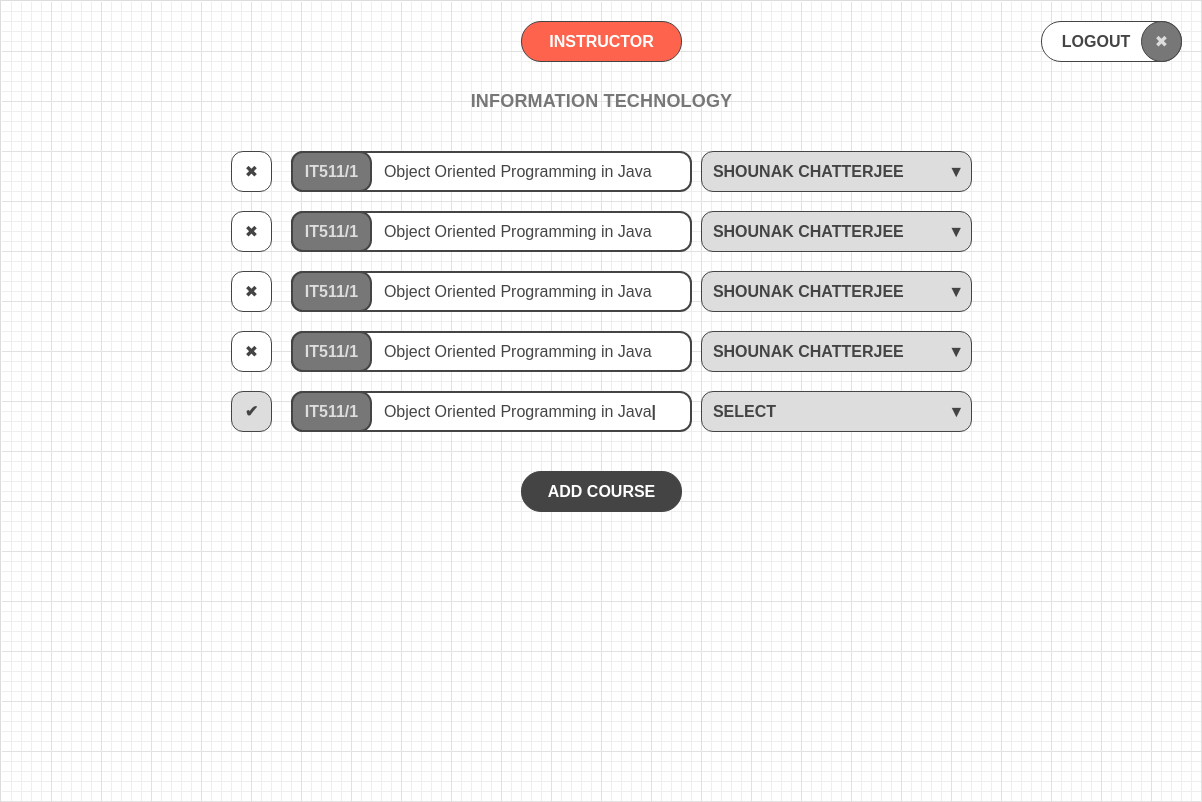 INSTRUCTOR
LOGOUT ✖
INFORMATION TECHNOLOGY
✖ IT511/1 Object Oriented Programming in Java SHOUNAK CHATTERJEE ▼
✖ IT511/1 Object Oriented Programming in Java SHOUNAK CHATTERJEE ▼
✖ IT511/1 Object Oriented Programming in Java SHOUNAK CHATTERJEE ▼
✖ IT511/1 Object Oriented Programming in Java SHOUNAK CHATTERJEE ▼
✔ IT511/1 Object Oriented Programming in Java SELECT ▼
ADD COURSE